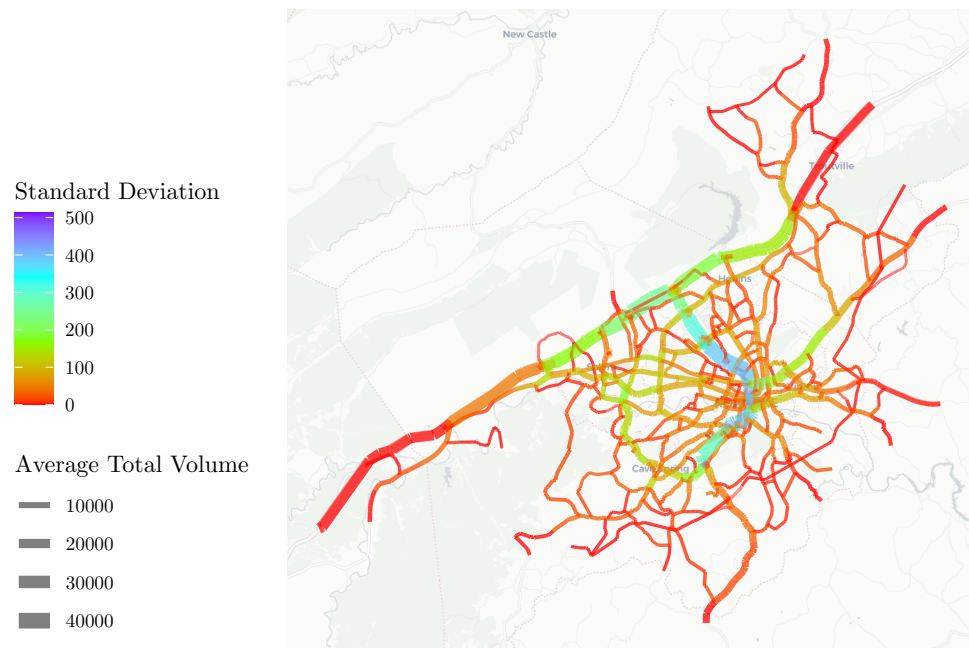 New Castle
Troutville
Hollins
Cave Spring
Standard Deviation
500
400
300
200
100
0
Average Total Volume
10000
20000
30000
40000